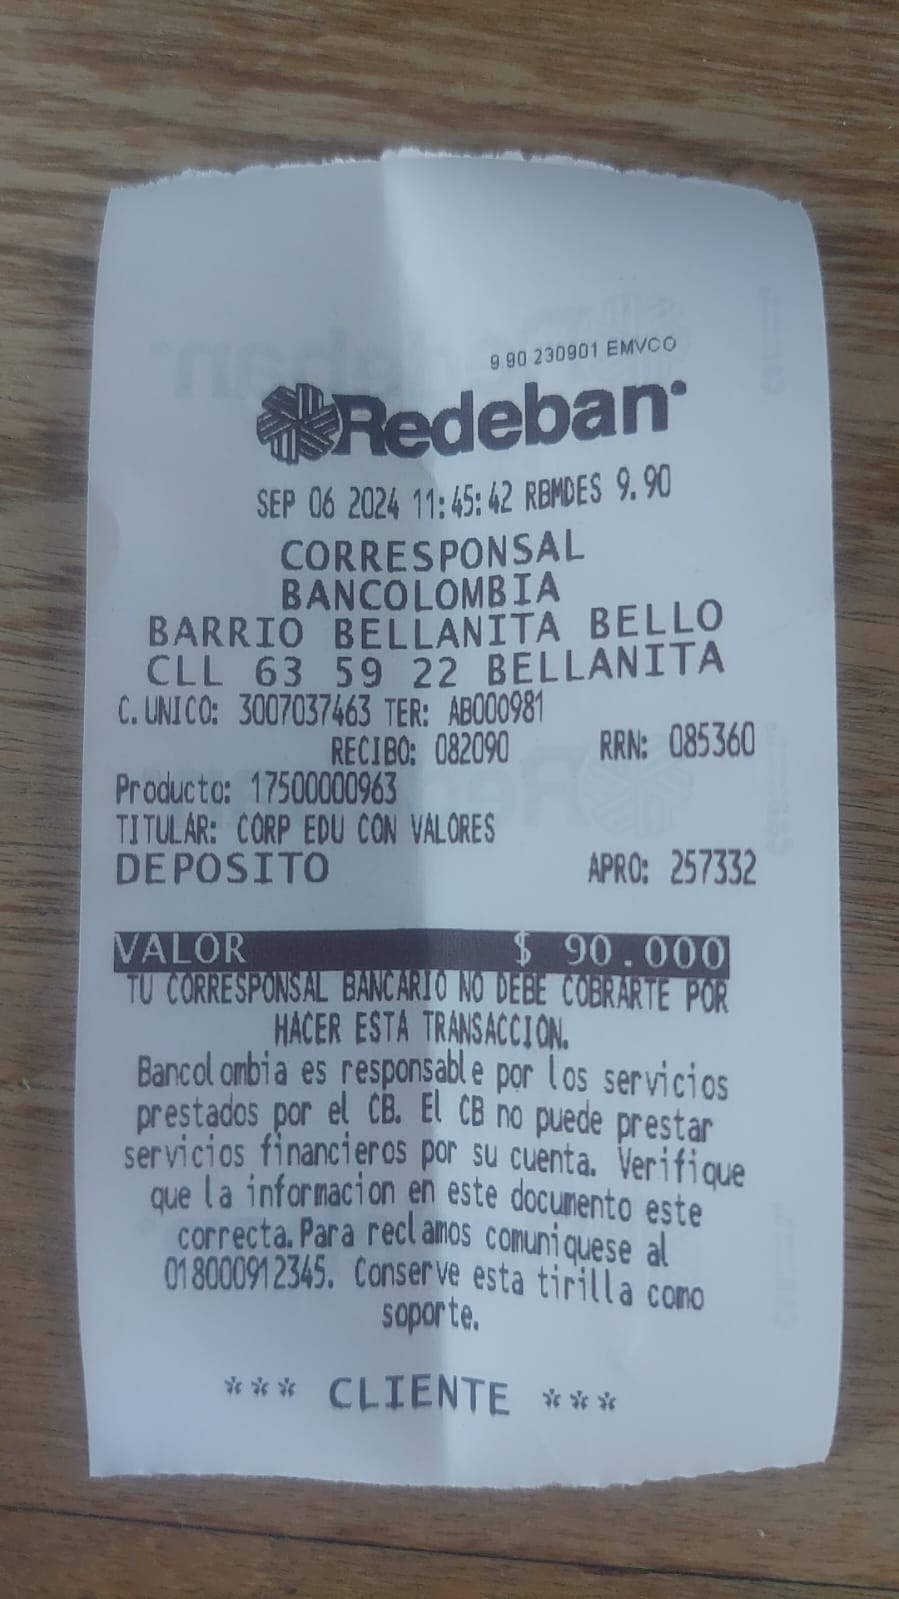 9.90 230901 EMVCO
Redeban
SEP 06 2024 11:45:42 RBMDES 9.90
CORRESPONSAL
BANCOLOMBIA
BARRIO BELLANITA BELLO
CLL 63 59 22 BELLANITA
C. UNICO: 3007037463 TER: AB000981
RECIBO: 082090 RRN: 085360
Producto: 17500000963
TITULAR: CORP EDU CON VALORES
DEPOSITO APRO: 257332
VALOR $ 90.000
TU CORRESPONSAL BANCARIO NO DEBE COBRARTE POR
HACER ESTA TRANSACCION.
Bancolombia es responsable por los servicios
prestados por el CB. El CB no puede prestar
servicios financieros por su cuenta. Verifique
que la informacion en este documento este
correcta. Para reclamos comuniquese al
018000912345. Conserve esta tirilla como
soporte.
*** CLIENTE ***